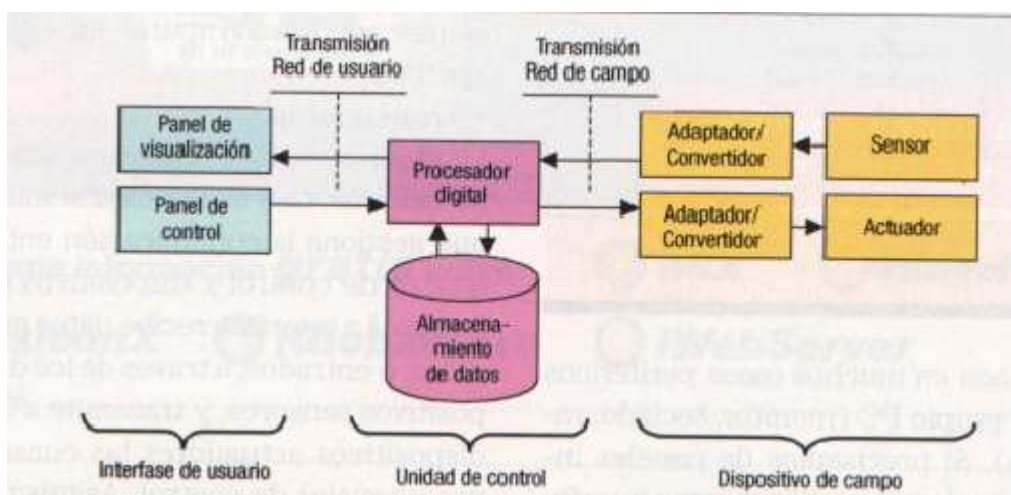 Transmisión
Red de usuario
Transmisión
Red de campo
Panel de
visualización
Procesador
digital
Adaptador/
Convertidor
Sensor
Panel de
control
Adaptador/
Convertidor
Actuador
Almacena-
miento
de datos
Interfase de usuario
Unidad de control
Dispositivo de campo